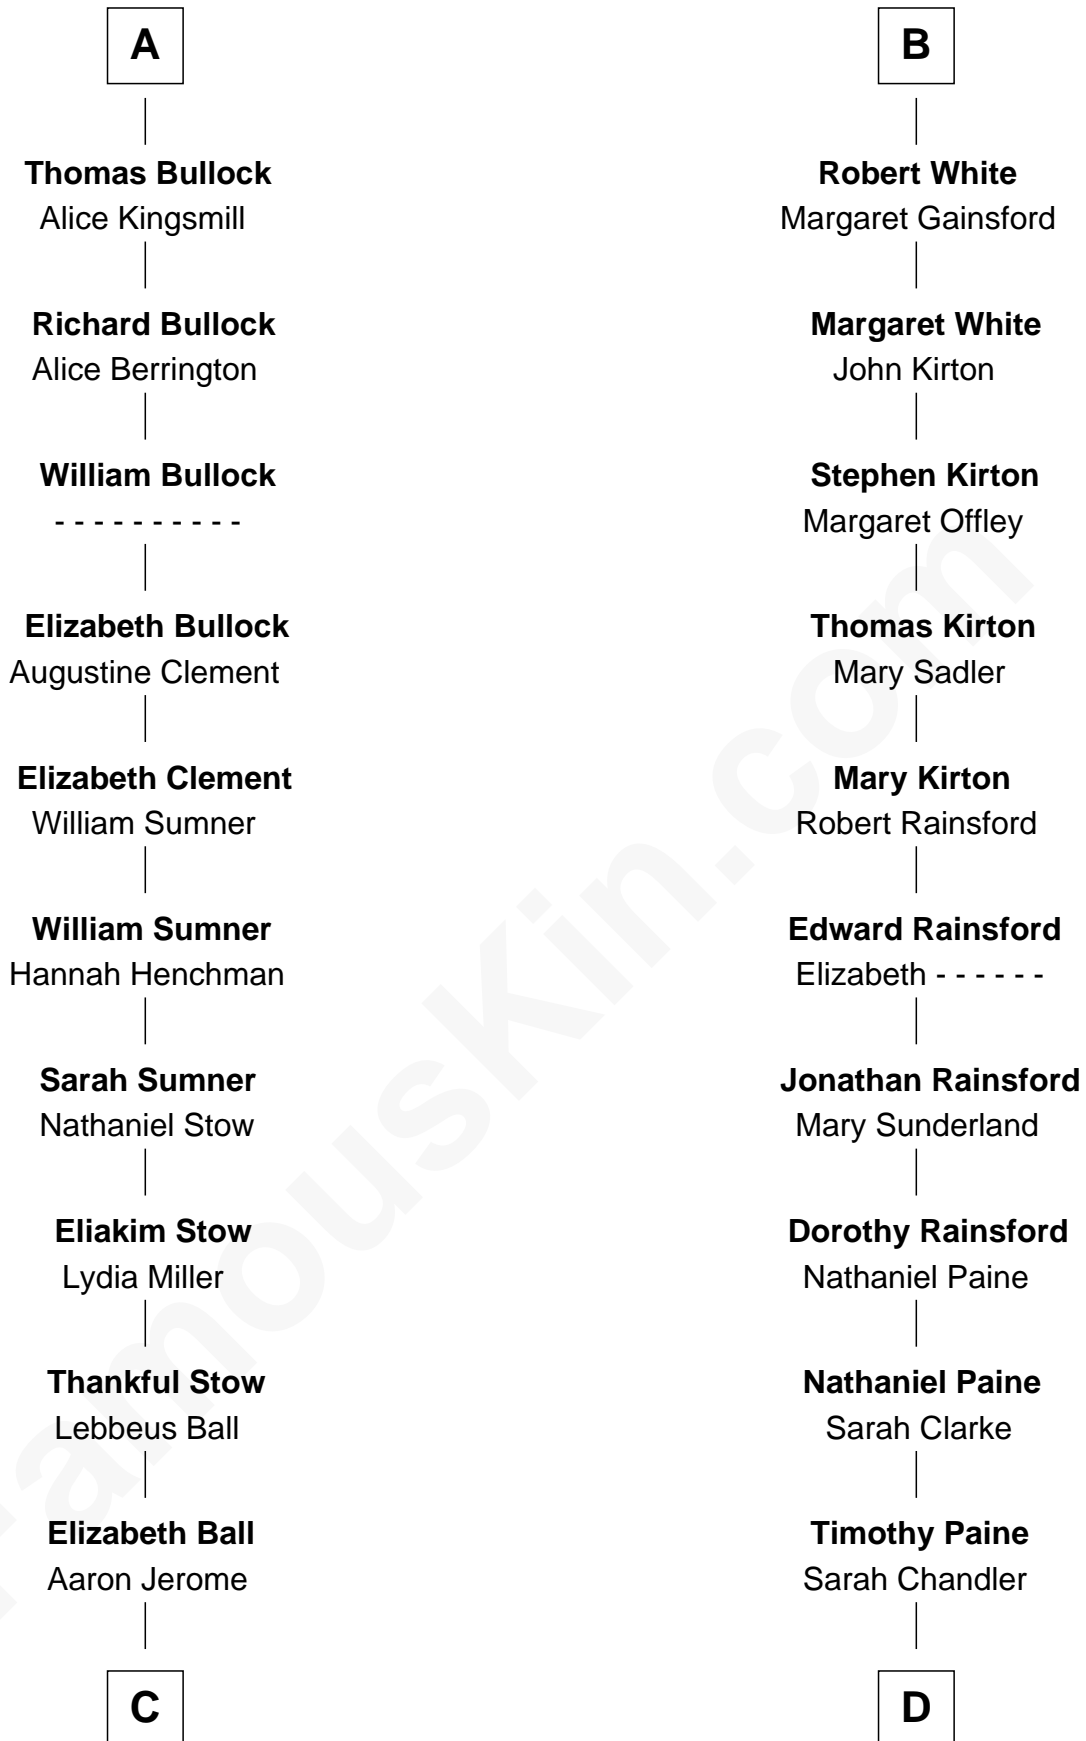 A
Thomas Bullock
Alice Kingsmill
Richard Bullock
Alice Berrington
William Bullock
- - - - - - - - - -
Elizabeth Bullock
Augustine Clement
Elizabeth Clement
William Sumner
William Sumner
Hannah Henchman
Sarah Sumner
Nathaniel Stow
Eliakim Stow
Lydia Miller
Thankful Stow
Lebbeus Ball
Elizabeth Ball
Aaron Jerome
C
B
Robert White
Margaret Gainsford
Margaret White
John Kirton
Stephen Kirton
Margaret Offley
Thomas Kirton
Mary Sadler
Mary Kirton
Robert Rainsford
Edward Rainsford
Elizabeth - - - - - -
Jonathan Rainsford
Mary Sunderland
Dorothy Rainsford
Nathaniel Paine
Nathaniel Paine
Sarah Clarke
Timothy Paine
Sarah Chandler
D
FamousKin.com